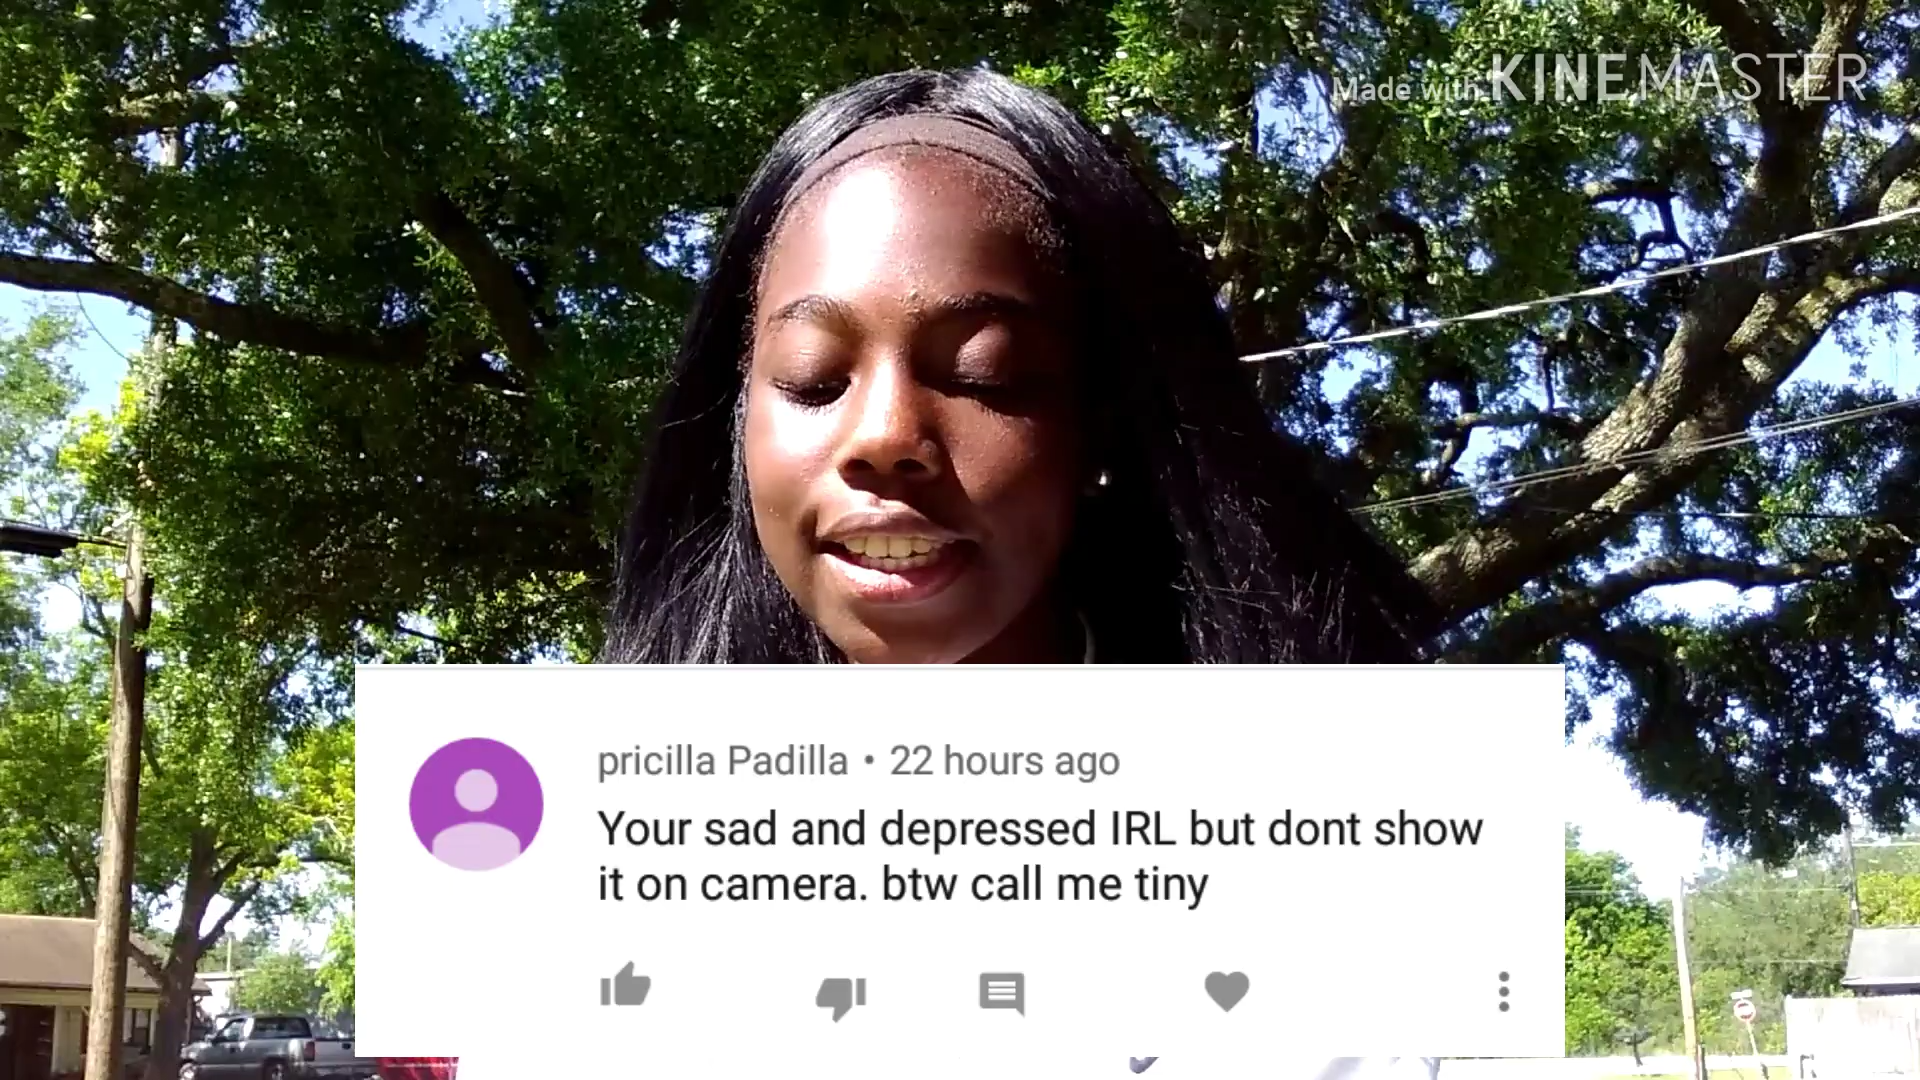 Made with KINEMASTER
pricilla Padilla • 22 hours ago
Your sad and depressed IRL but dont show
it on camera. btw call me tiny